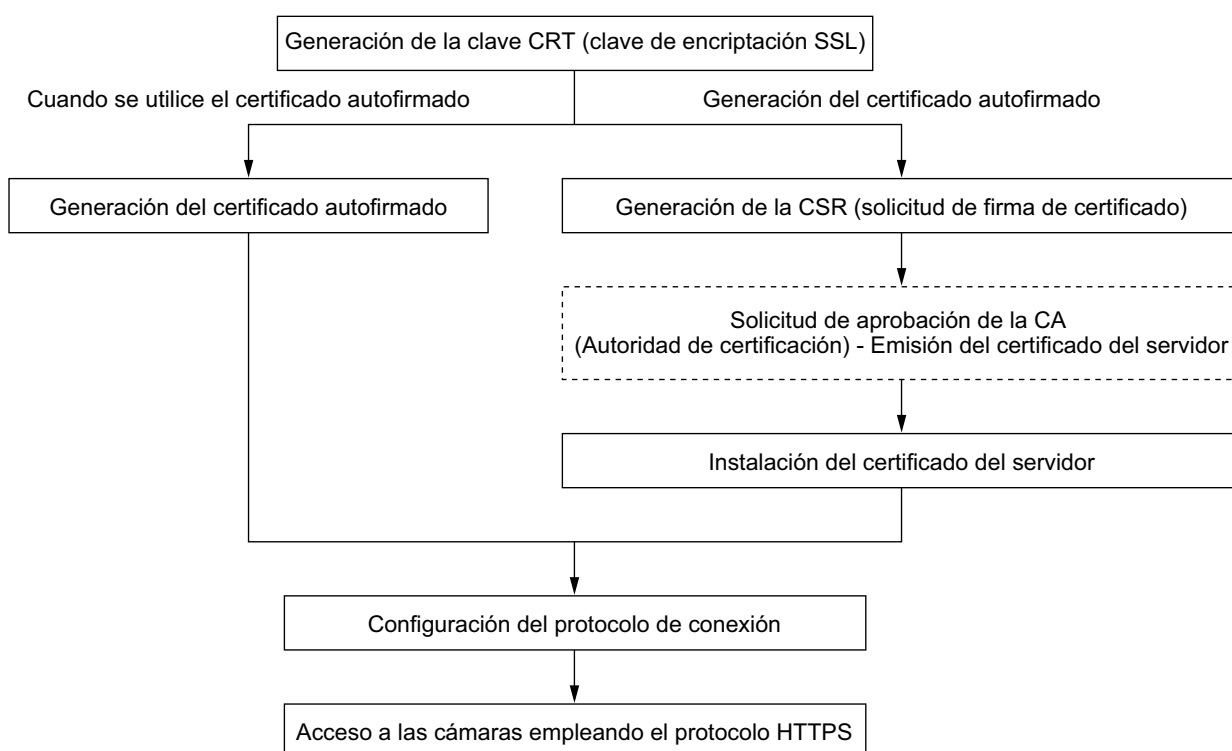 Generación de la clave CRT (clave de encriptación SSL)
Cuando se utilice el certificado autofirmado
Generación del certificado autofirmado
Generación del certificado autofirmado
Generación de la CSR (solicitud de firma de certificado)
Solicitud de aprobación de la CA
(Autoridad de certificación) - Emisión del certificado del servidor
Instalación del certificado del servidor
Configuración del protocolo de conexión
Acceso a las cámaras empleando el protocolo HTTPS